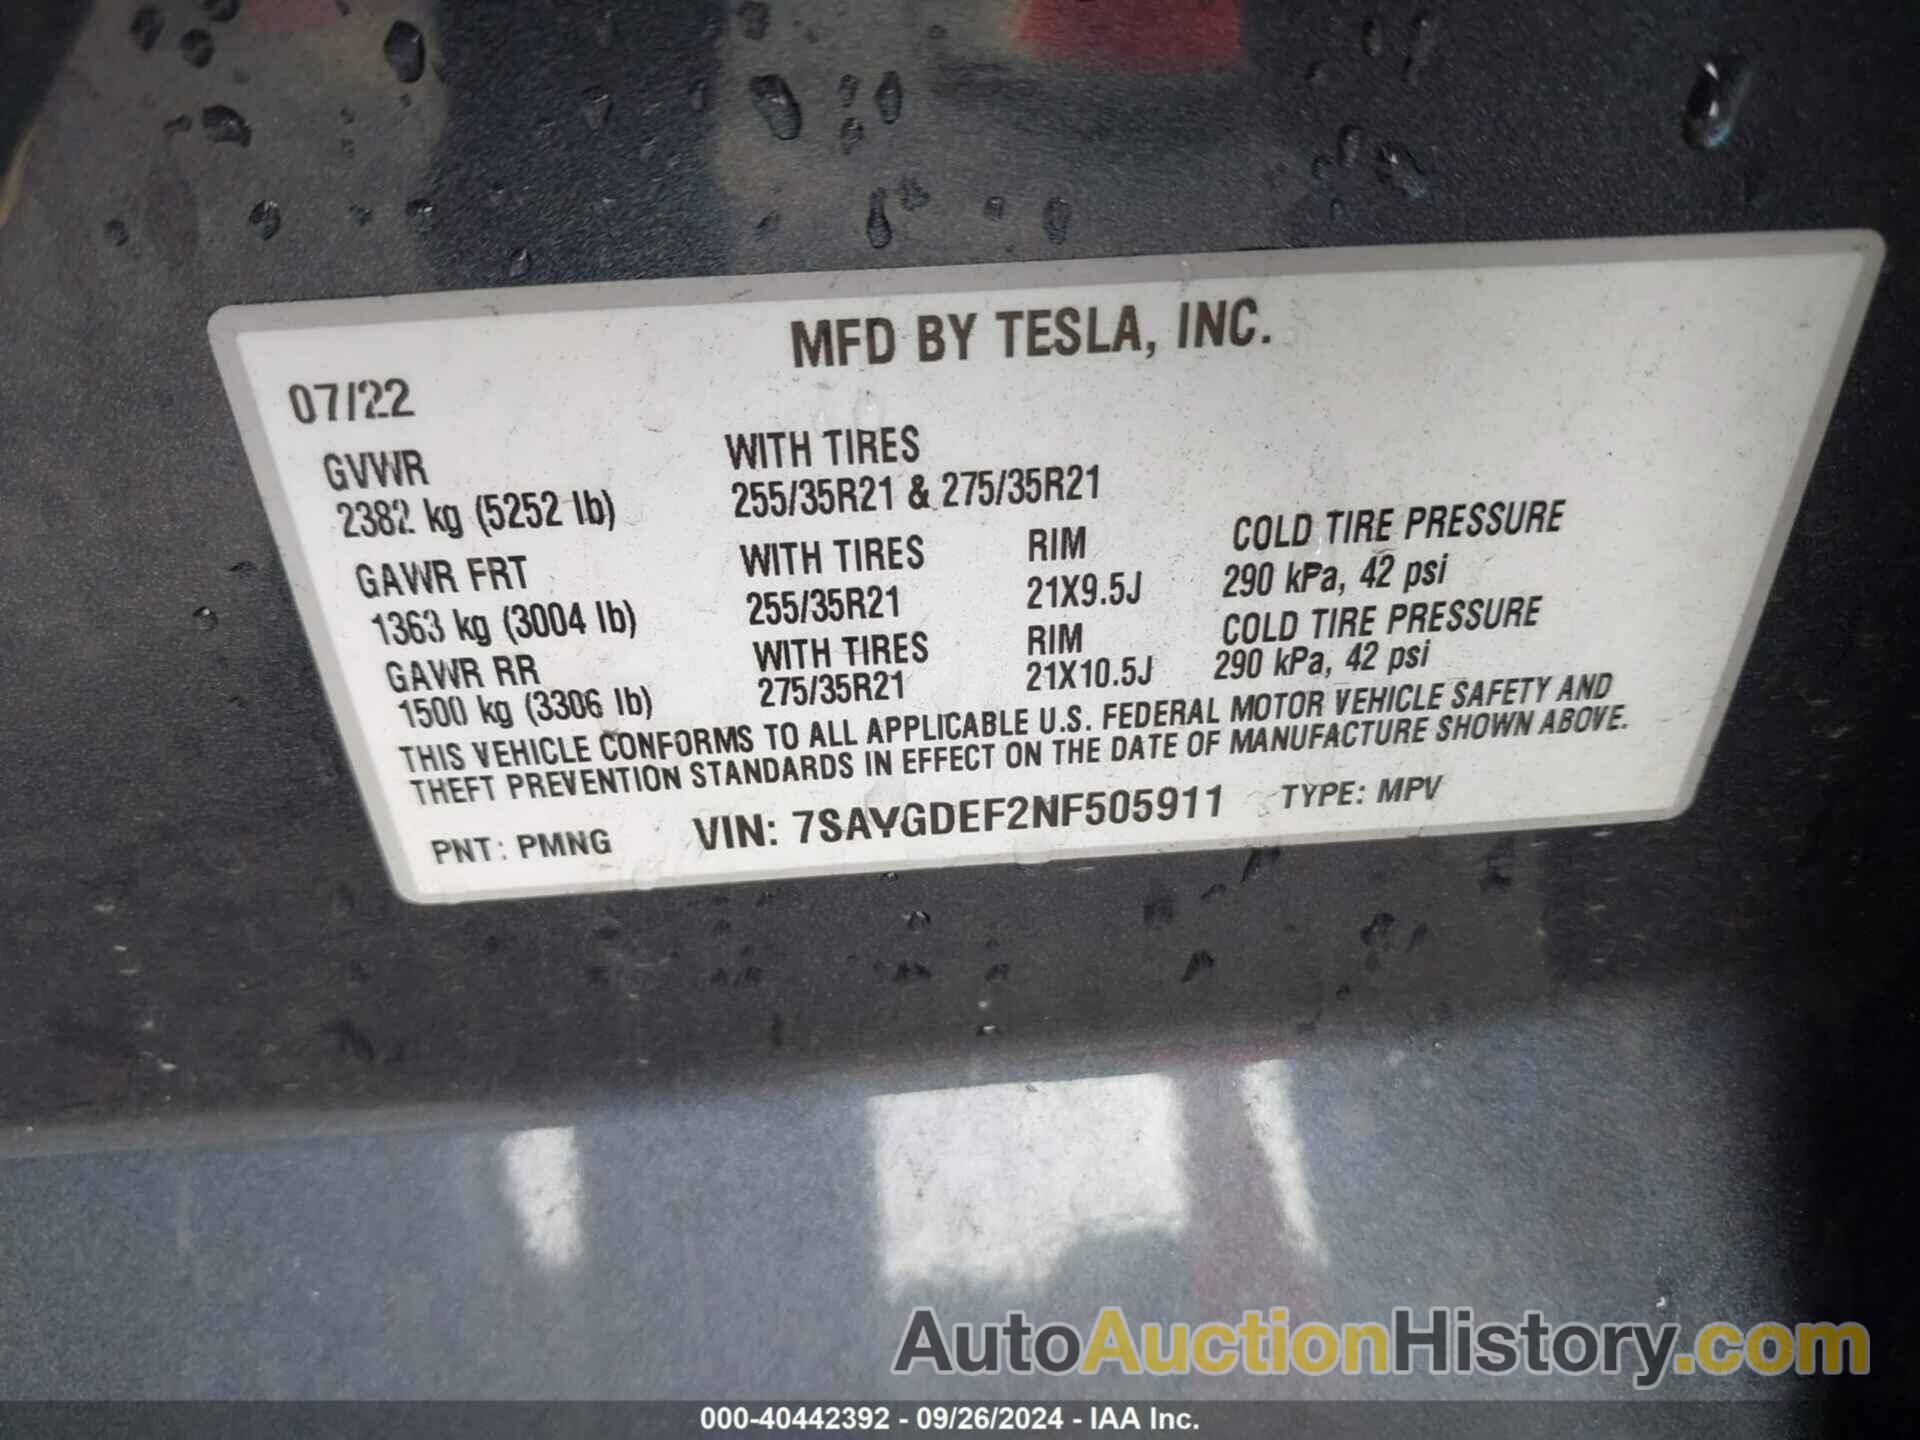 MFD BY TESLA, INC.
07/22
GVWR WITH TIRES
2382 kg (5252 lb) 255/35R21 & 275/35R21
GAWR FRT WITH TIRES RIM COLD TIRE PRESSURE
1363 kg (3004 lb) 255/35R21 21X9.5J 290 kPa, 42 psi
GAWR RR WITH TIRES RIM COLD TIRE PRESSURE
1500 kg (3306 lb) 275/35R21 21X10.5J 290 kPa, 42 psi
THIS VEHICLE CONFORMS TO ALL APPLICABLE U.S. FEDERAL MOTOR VEHICLE SAFETY AND
THEFT PREVENTION STANDARDS IN EFFECT ON THE DATE OF MANUFACTURE SHOWN ABOVE.
PNT: PMNG VIN: 7SAYGDEF2NF505911 TYPE: MPV
AutoAuctionHistory.com
000-40442392 - 09/26/2024 - IAA Inc.